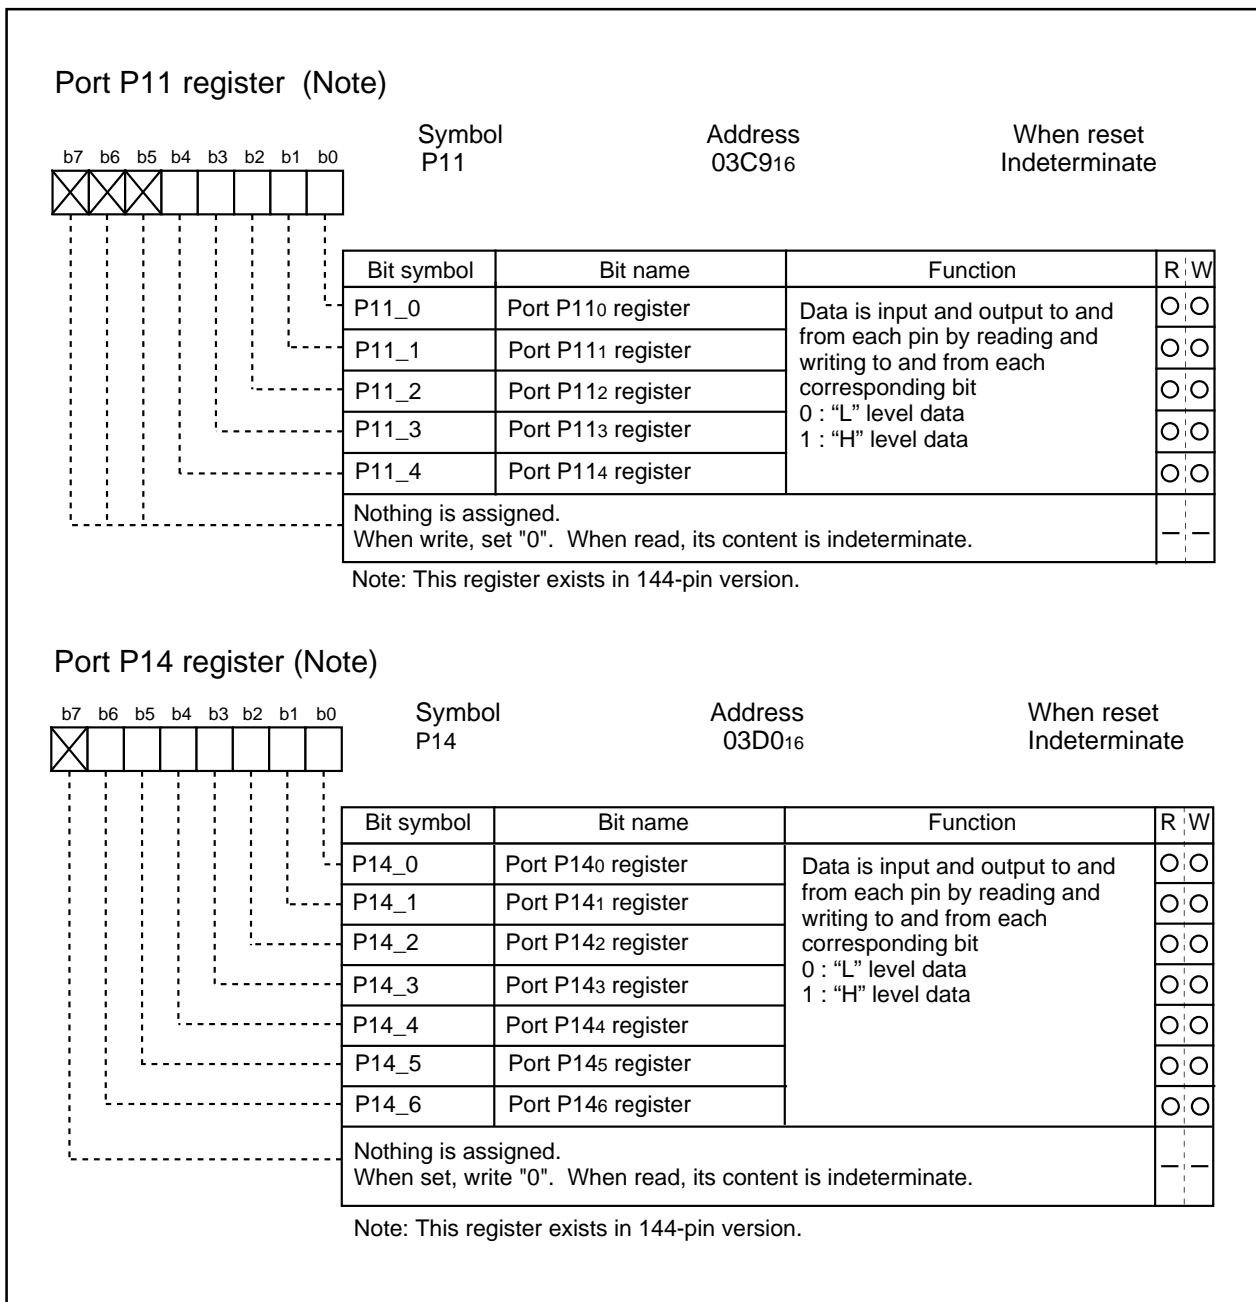 Port P11 register (Note)
Symbol Address When reset
P11 03C916 Indeterminate
b7 b6 b5 b4 b3 b2 b1 b0
Bit symbol Bit name Function R W
P11_0 Port P110 register
P11_1 Port P111 register
P11_2 Port P112 register
P11_3 Port P113 register
P11_4 Port P114 register
Data is input and output to and
from each pin by reading and
writing to and from each
corresponding bit
0 : “L” level data
1 : “H” level data
Nothing is assigned.
When write, set "0". When read, its content is indeterminate.
Note: This register exists in 144-pin version.
Port P14 register (Note)
Symbol Address When reset
P14 03D016 Indeterminate
b7 b6 b5 b4 b3 b2 b1 b0
Bit symbol Bit name Function R W
P14_0 Port P140 register
P14_1 Port P141 register
P14_2 Port P142 register
P14_3 Port P143 register
P14_4 Port P144 register
P14_5 Port P145 register
P14_6 Port P146 register
Data is input and output to and
from each pin by reading and
writing to and from each
corresponding bit
0 : “L” level data
1 : “H” level data
Nothing is assigned.
When set, write "0". When read, its content is indeterminate.
Note: This register exists in 144-pin version.